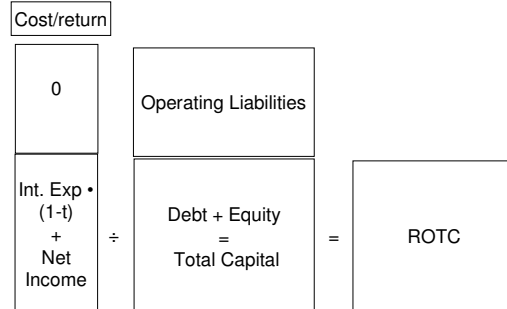 Cost/return
0
Operating Liabilities
Int. Exp •
(1-t)
+
Net
Income
÷
Debt + Equity
=
Total Capital
=
ROTC